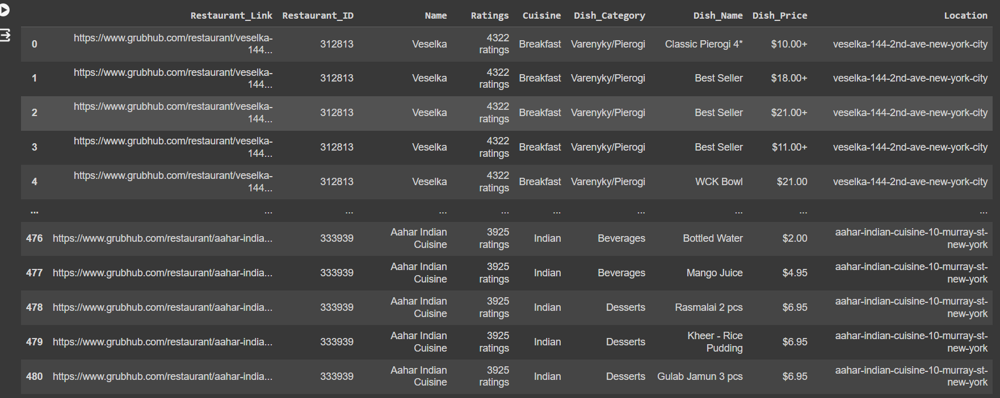 Restaurant_Link Restaurant_ID Name Ratings Cuisine Dish_Category Dish_Name Dish_Price Location
0 https://www.grubhub.com/restaurant/veselka-144... 312813 Veselka 4322 ratings Breakfast Varenyky/Pierogi Classic Pierogi 4* $10.00+ veselka-144-2nd-ave-new-york-city
1 https://www.grubhub.com/restaurant/veselka-144... 312813 Veselka 4322 ratings Breakfast Varenyky/Pierogi Best Seller $18.00+ veselka-144-2nd-ave-new-york-city
2 https://www.grubhub.com/restaurant/veselka-144... 312813 Veselka 4322 ratings Breakfast Varenyky/Pierogi Best Seller $21.00+ veselka-144-2nd-ave-new-york-city
3 https://www.grubhub.com/restaurant/veselka-144... 312813 Veselka 4322 ratings Breakfast Varenyky/Pierogi Best Seller $11.00+ veselka-144-2nd-ave-new-york-city
4 https://www.grubhub.com/restaurant/veselka-144... 312813 Veselka 4322 ratings Breakfast Varenyky/Pierogi WCK Bowl $21.00 veselka-144-2nd-ave-new-york-city
... ... ... ... ... ... ... ... ... ...
476 https://www.grubhub.com/restaurant/aahar-india... 333939 Aahar Indian Cuisine 3925 ratings Indian Beverages Bottled Water $2.00 aahar-indian-cuisine-10-murray-st-new-york
477 https://www.grubhub.com/restaurant/aahar-india... 333939 Aahar Indian Cuisine 3925 ratings Indian Beverages Mango Juice $4.95 aahar-indian-cuisine-10-murray-st-new-york
478 https://www.grubhub.com/restaurant/aahar-india... 333939 Aahar Indian Cuisine 3925 ratings Indian Desserts Rasmalai 2 pcs $6.95 aahar-indian-cuisine-10-murray-st-new-york
479 https://www.grubhub.com/restaurant/aahar-india... 333939 Aahar Indian Cuisine 3925 ratings Indian Desserts Kheer - Rice Pudding $6.95 aahar-indian-cuisine-10-murray-st-new-york
480 https://www.grubhub.com/restaurant/aahar-india... 333939 Aahar Indian Cuisine 3925 ratings Indian Desserts Gulab Jamun 3 pcs $6.95 aahar-indian-cuisine-10-murray-st-new-york